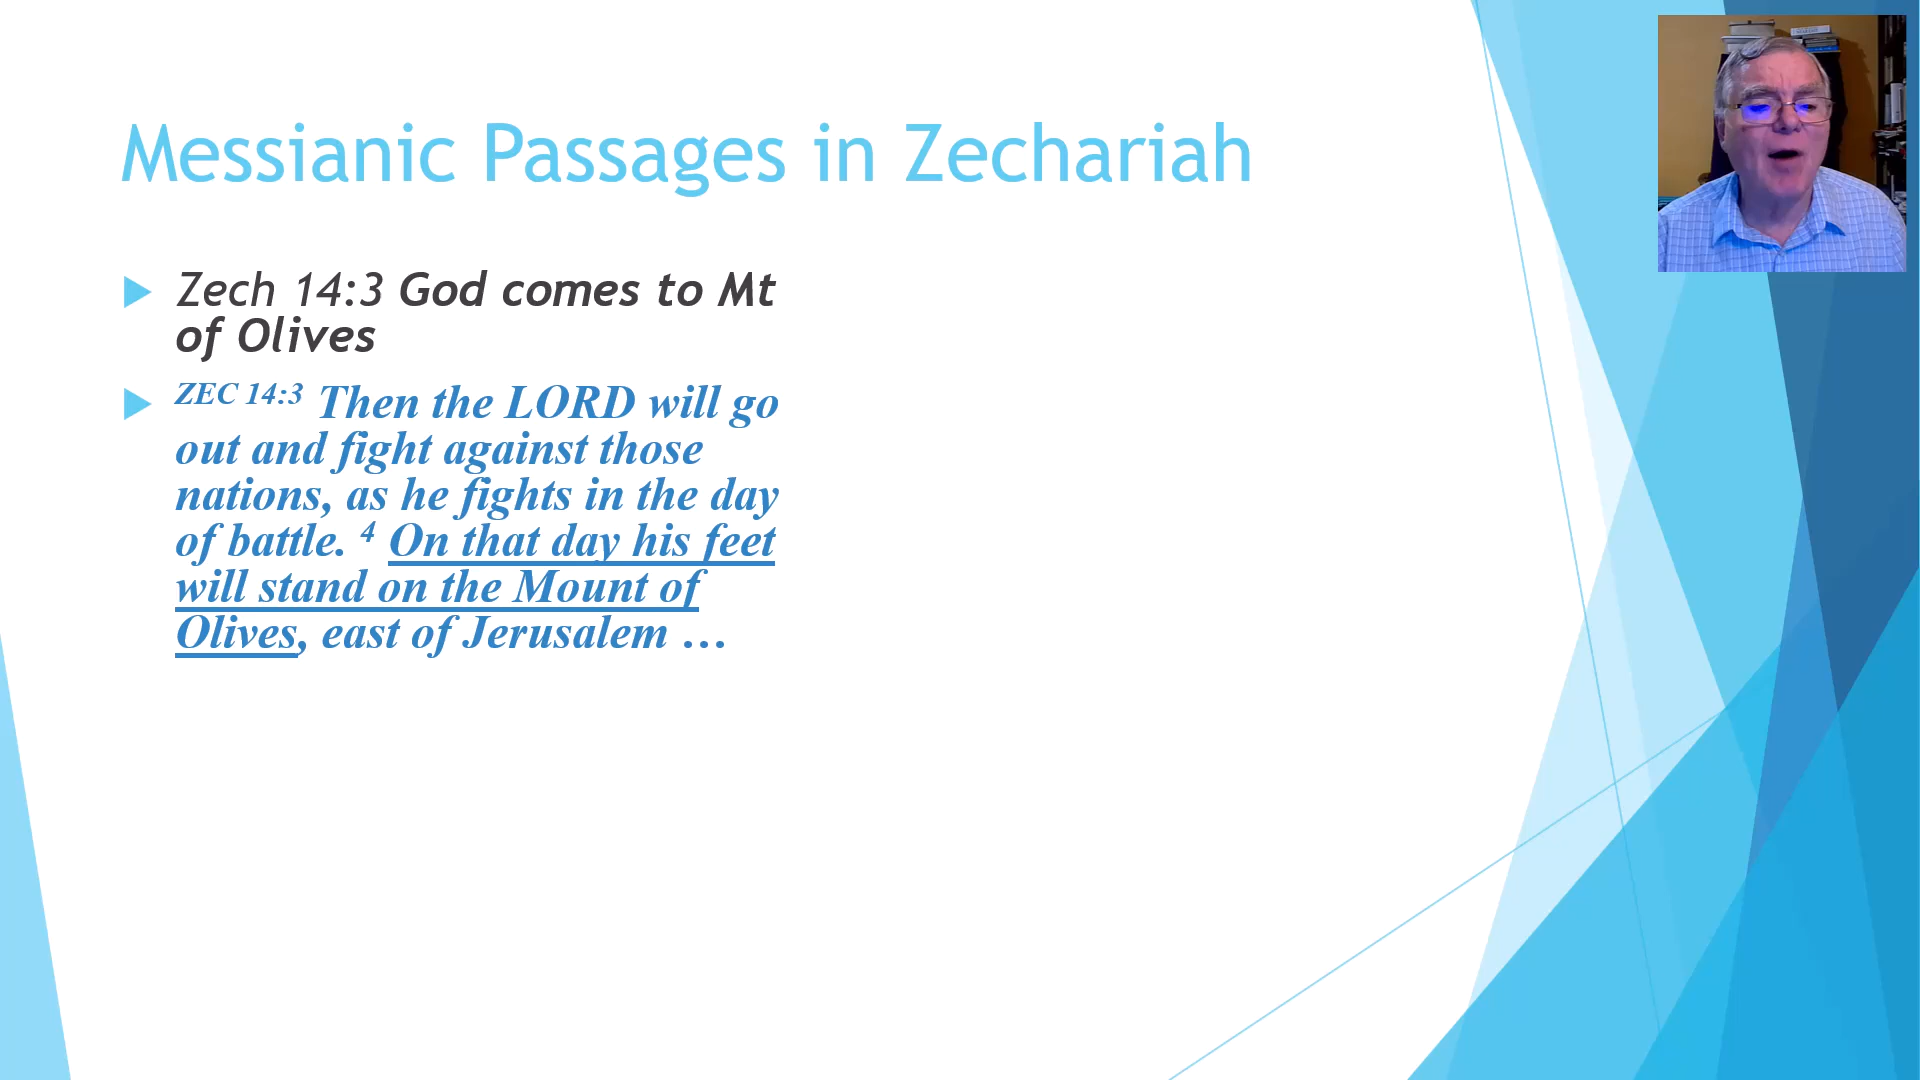 Messianic Passages in Zechariah
Zech 14:3 God comes to Mt
of Olives
ZEC 14:3 Then the LORD will go
out and fight against those
nations, as he fights in the day
of battle. 4 On that day his feet
will stand on the Mount of
Olives, east of Jerusalem …